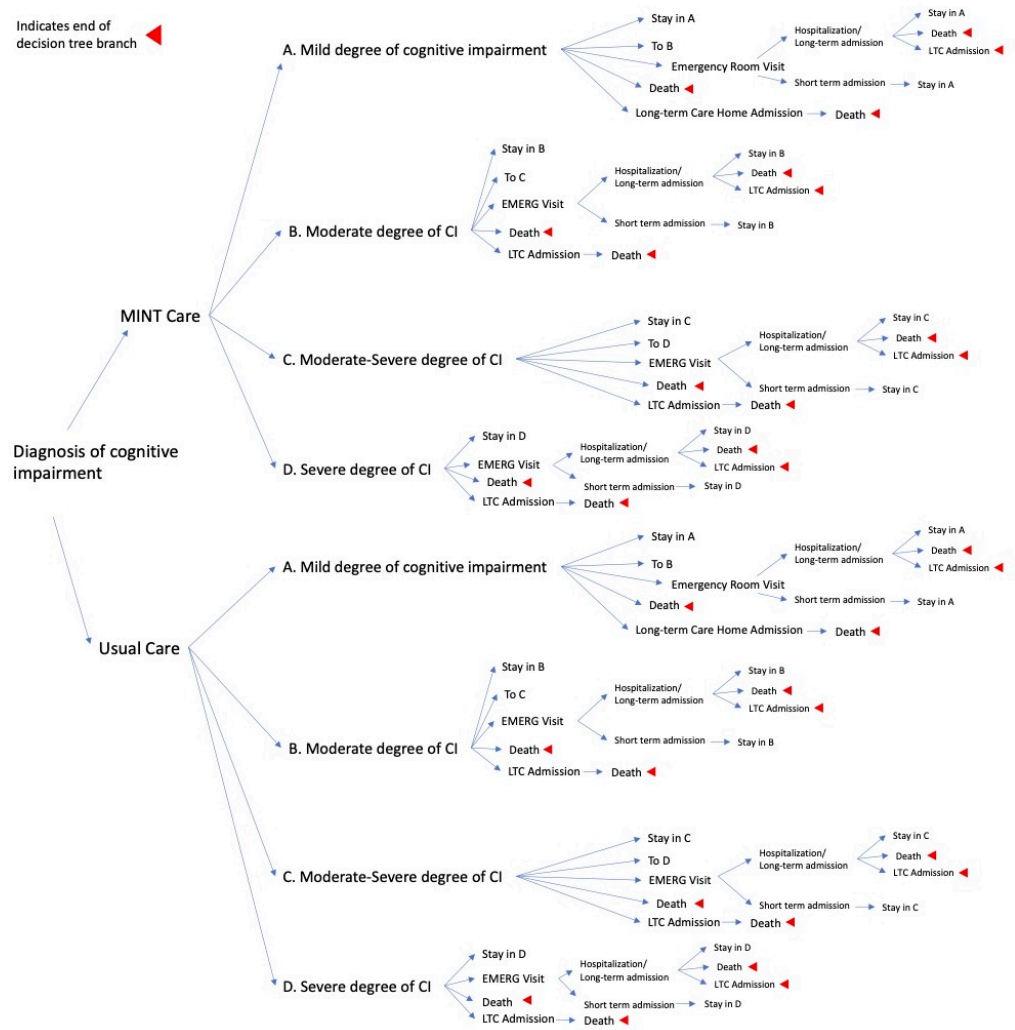 Indicates end of
decision tree branch
Diagnosis of cognitive
impairment
MINT Care
A. Mild degree of cognitive impairment
Stay in A
To B
Emergency Room Visit
Hospitalization/
Long-term admission
Stay in A
Death
LTC Admission
Short term admission
Stay in A
Death
Long-term Care Home Admission
Death
B. Moderate degree of CI
Stay in B
To C
EMERG Visit
Hospitalization/
Long-term admission
Stay in B
Death
LTC Admission
Short term admission
Stay in B
Death
LTC Admission
Death
C. Moderate-Severe degree of CI
Stay in C
To D
EMERG Visit
Hospitalization/
Long-term admission
Stay in C
Death
LTC Admission
Short term admission
Stay in C
Death
LTC Admission
Death
D. Severe degree of CI
Stay in D
EMERG Visit
Hospitalization/
Long-term admission
Stay in D
Death
LTC Admission
Short term admission
Stay in D
Death
LTC Admission
Death
Usual Care
A. Mild degree of cognitive impairment
Stay in A
To B
Emergency Room Visit
Hospitalization/
Long-term admission
Stay in A
Death
LTC Admission
Short term admission
Stay in A
Death
Long-term Care Home Admission
Death
B. Moderate degree of CI
Stay in B
To C
EMERG Visit
Hospitalization/
Long-term admission
Stay in B
Death
LTC Admission
Short term admission
Stay in B
Death
LTC Admission
Death
C. Moderate-Severe degree of CI
Stay in C
To D
EMERG Visit
Hospitalization/
Long-term admission
Stay in C
Death
LTC Admission
Short term admission
Stay in C
Death
LTC Admission
Death
D. Severe degree of CI
Stay in D
EMERG Visit
Hospitalization/
Long-term admission
Stay in D
Death
LTC Admission
Short term admission
Stay in D
Death
LTC Admission
Death